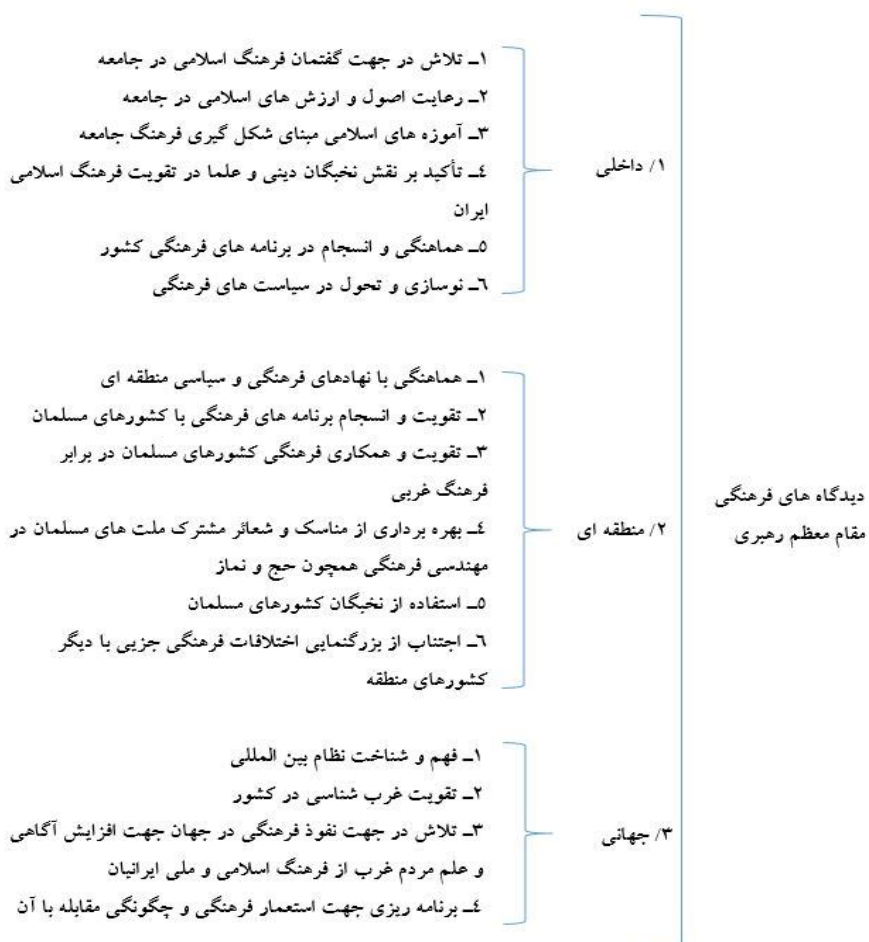 دیدگاه های فرهنگی
مقام معظم رهبری
۱/ داخلی
۱ـ تلاش در جهت گفتمان فرهنگ اسلامی در جامعه
۲ـ رعایت اصول و ارزش های اسلامی در جامعه
۳ـ آموزه های اسلامی مبنای شکل گیری فرهنگ جامعه
٤ـ تأکید بر نقش نخبگان دینی و علما در تقویت فرهنگ اسلامی
ایران
٥ـ هماهنگی و انسجام در برنامه های فرهنگی کشور
٦ـ نوسازی و تحول در سیاست های فرهنگی
۲/ منطقه ای
۱ـ هماهنگی با نهادهای فرهنگی و سیاسی منطقه ای
۲ـ تقویت و انسجام برنامه های فرهنگی با کشورهای مسلمان
۳ـ تقویت و همکاری فرهنگی کشورهای مسلمان در برابر
فرهنگ غربی
٤ـ بهره برداری از مناسک و شعائر مشترک ملت های مسلمان در
مهندسی فرهنگی همچون حج و نماز
٥ـ استفاده از نخبگان کشورهای مسلمان
٦ـ اجتناب از بزرگنمایی اختلافات فرهنگی جزیی با دیگر
کشورهای منطقه
۳/ جهانی
۱ـ فهم و شناخت نظام بین المللی
۲ـ تقویت غرب شناسی در کشور
۳ـ تلاش در جهت نفوذ فرهنگی در جهان جهت افزایش آگاهی
و علم مردم غرب از فرهنگ اسلامی و ملی ایرانیان
٤ـ برنامه ریزی جهت استعمار فرهنگی و چگونگی مقابله با آن